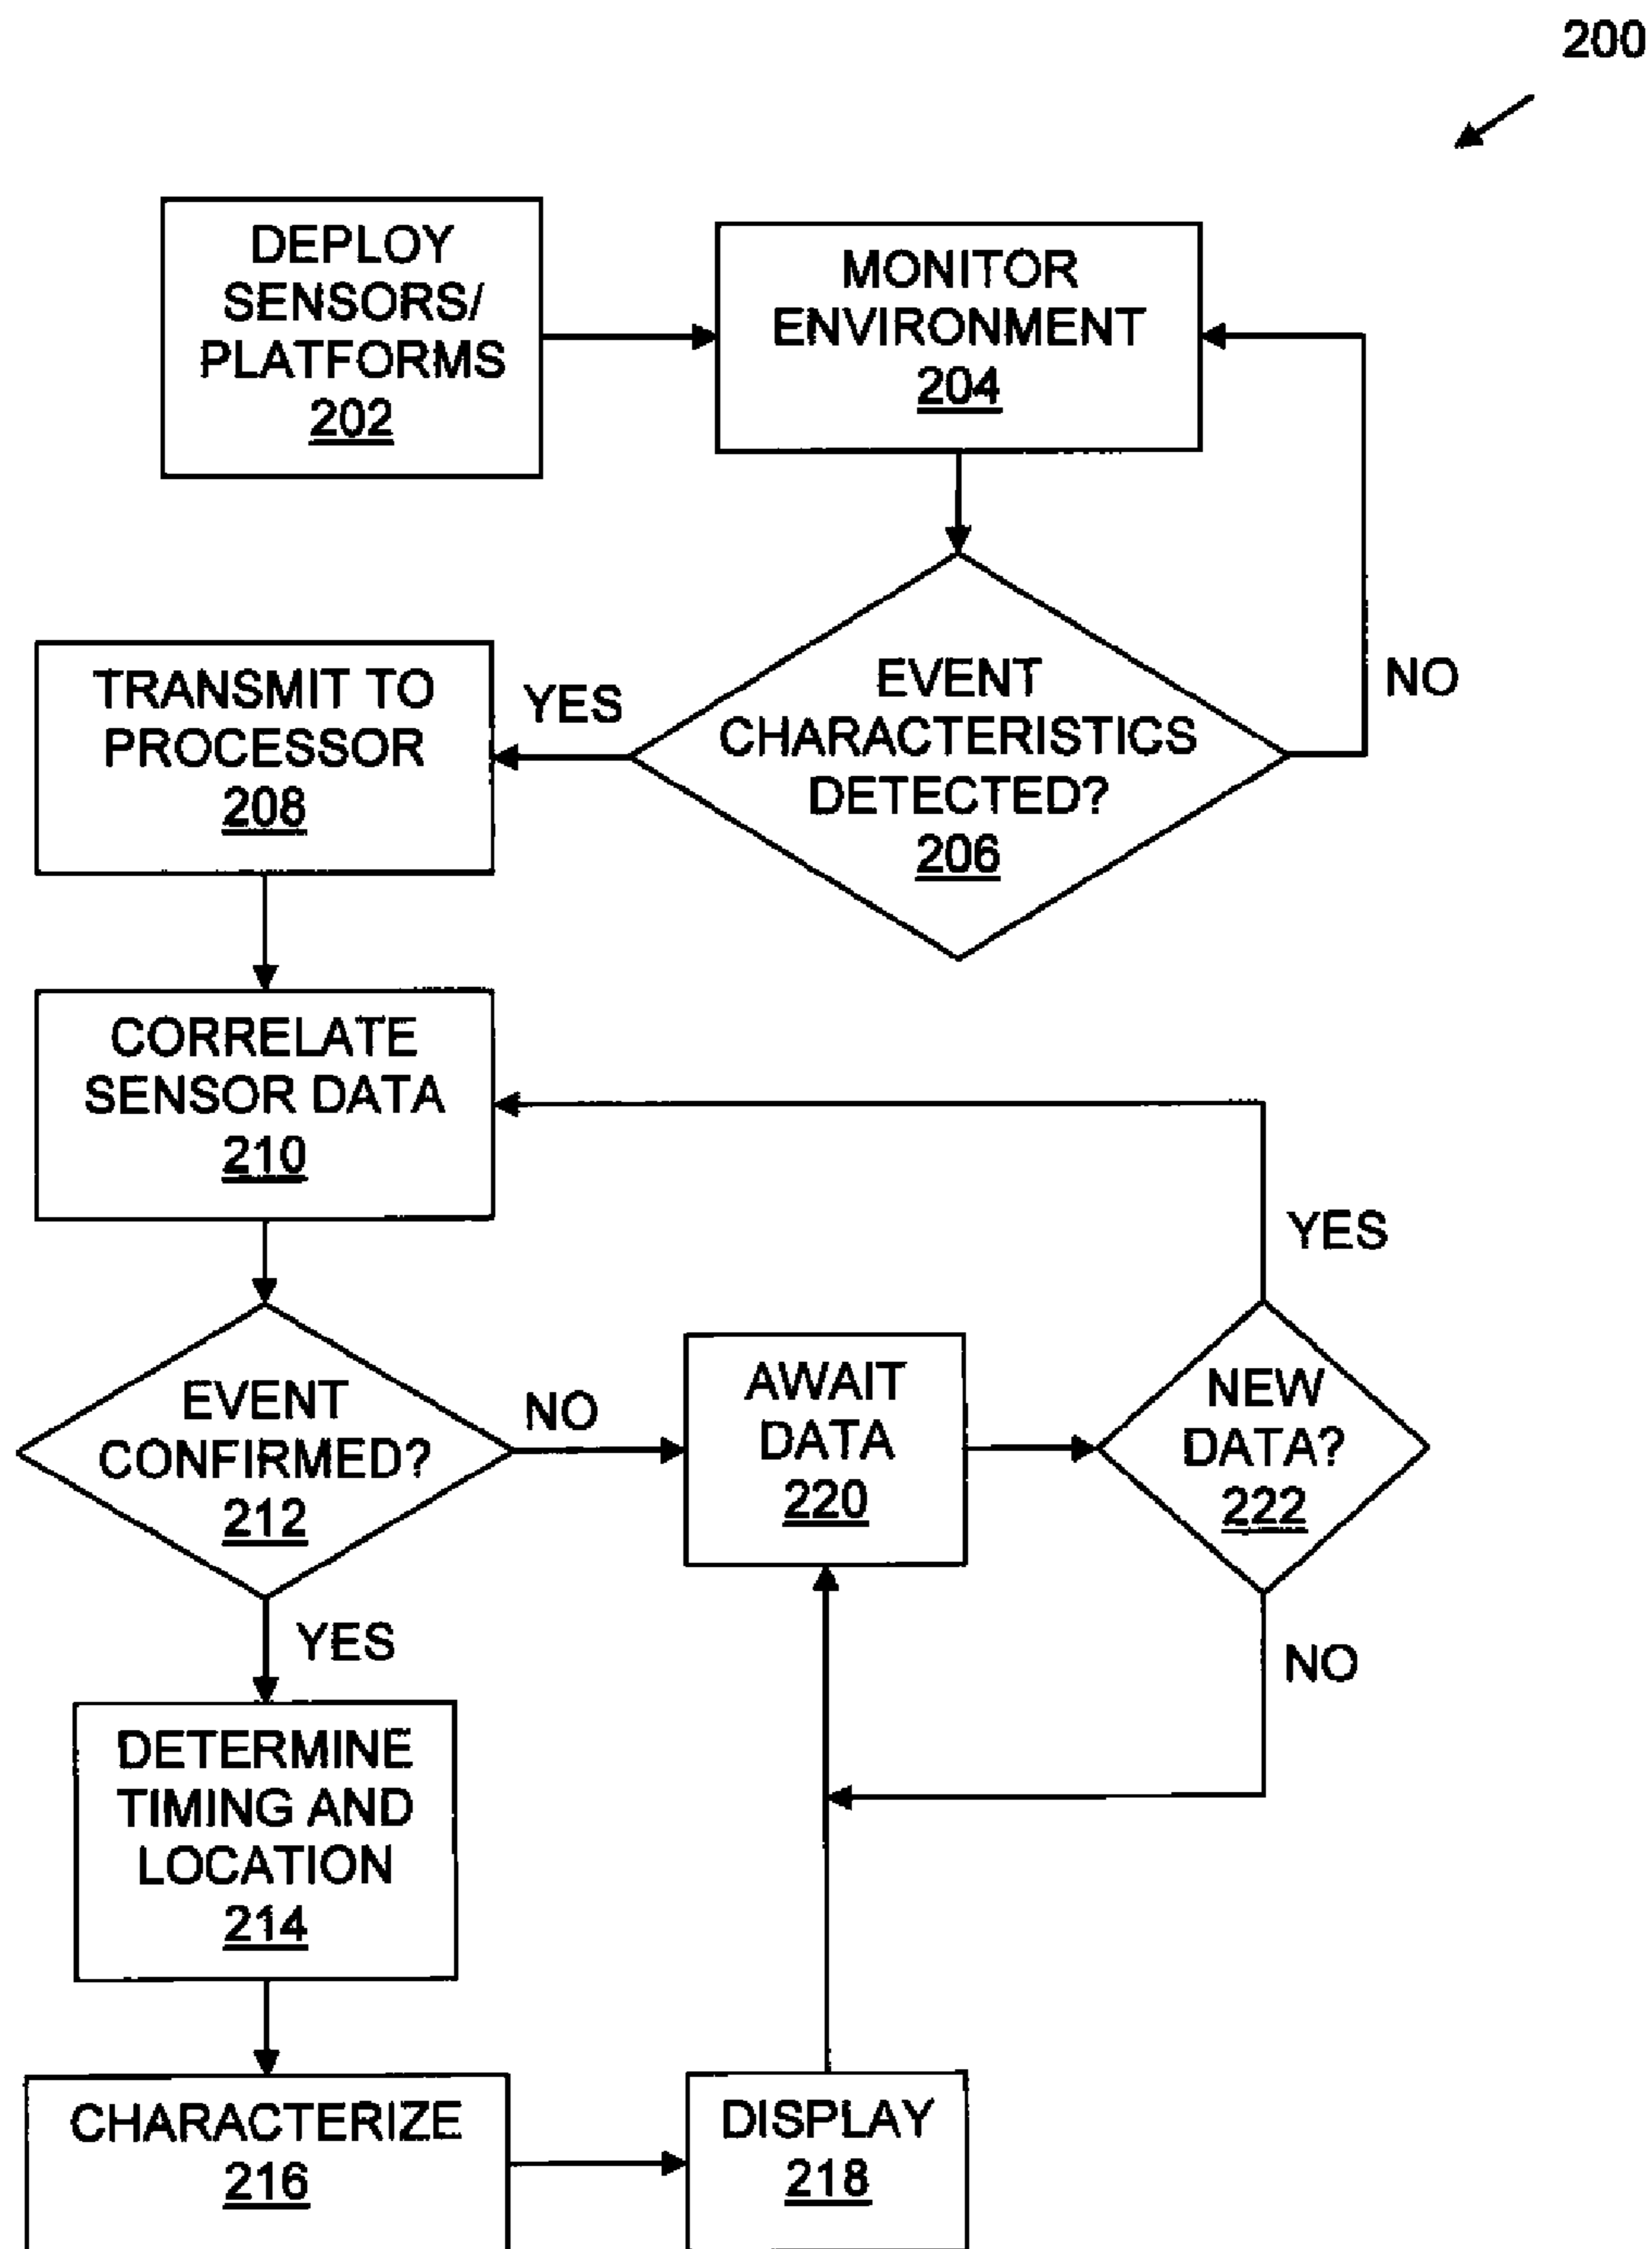 200
DEPLOY
SENSORS/
PLATFORMS
202
MONITOR
ENVIRONMENT
204
EVENT
CHARACTERISTICS
DETECTED?
206
NO
YES
TRANSMIT TO
PROCESSOR
208
CORRELATE
SENSOR DATA
210
EVENT
CONFIRMED?
212
NO
AWAIT
DATA
220
NEW
DATA?
222
YES
NO
YES
DETERMINE
TIMING AND
LOCATION
214
CHARACTERIZE
216
DISPLAY
218